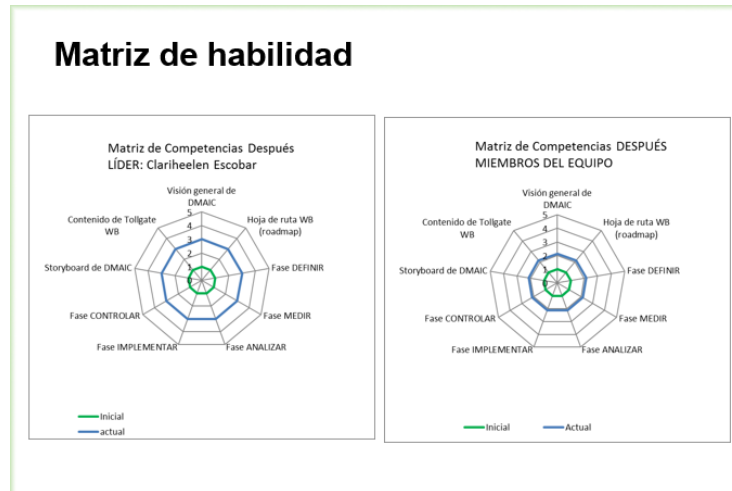 Matriz de habilidad
Matriz de Competencias Después
LÍDER: Clariheelen Escobar
Visión general de
DMAIC
Hoja de ruta WB
(roadmap)
Fase DEFINIR
Fase MEDIR
Fase ANALIZAR
Fase IMPLEMENTAR
Fase CONTROLAR
Storyboard de DMAIC
Contenido de Tollgate
WB
5
4
3
2
1
0
Inicial
actual
Matriz de Competencias DESPUÉS
MIEMBROS DEL EQUIPO
Visión general de
DMAIC
Hoja de ruta WB
(roadmap)
Fase DEFINIR
Fase MEDIR
Fase ANALIZAR
Fase IMPLEMENTAR
Fase CONTROLAR
Storyboard de DMAIC
Contenido de Tollgate
WB
5
4
3
2
1
0
Inicial
Actual